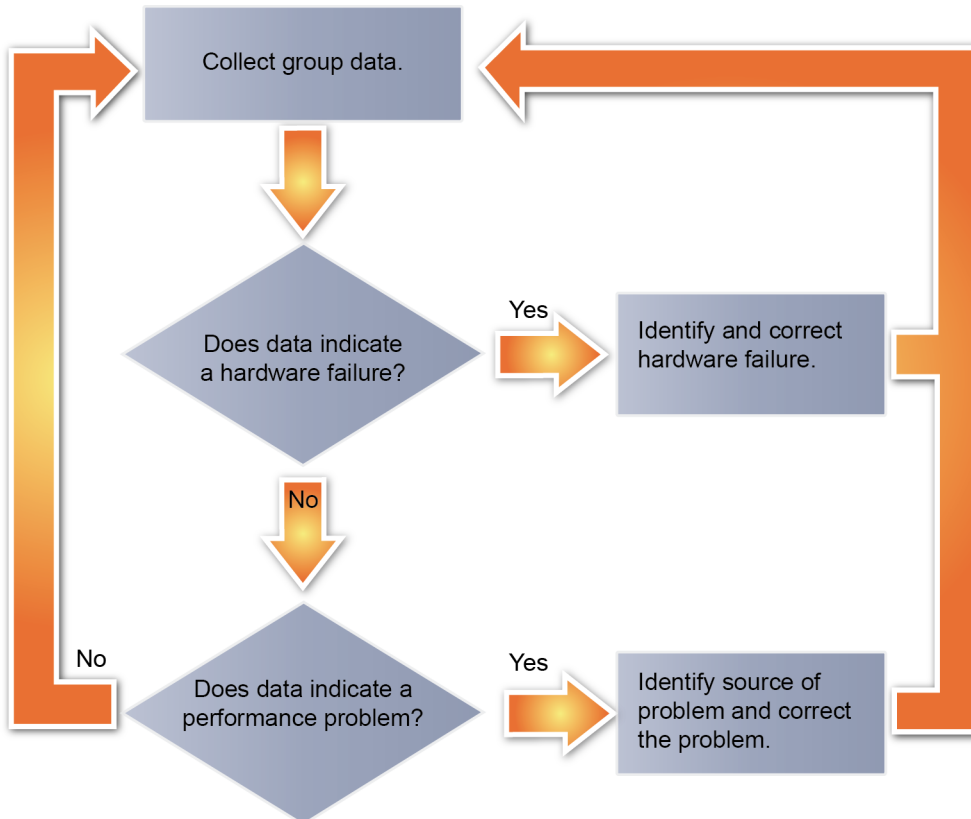 Collect group data.
Does data indicate
a hardware failure?
Yes
Identify and correct
hardware failure.
No
No
Does data indicate a
performance problem?
Yes
Identify source of
problem and correct
the problem.